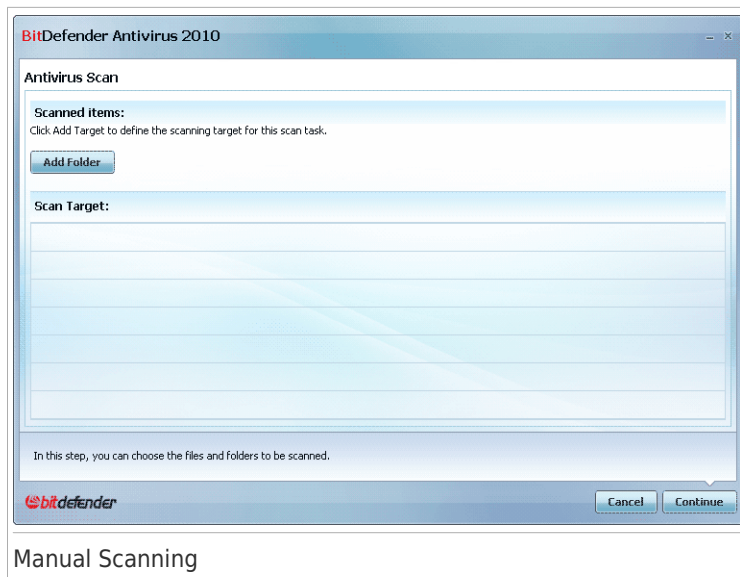 BitDefender Antivirus 2010
Antivirus Scan
Scanned items:
Click Add Target to define the scanning target for this scan task.
Add Folder
Scan Target:
In this step, you can choose the files and folders to be scanned.
bitdefender
Cancel
Continue
Manual Scanning